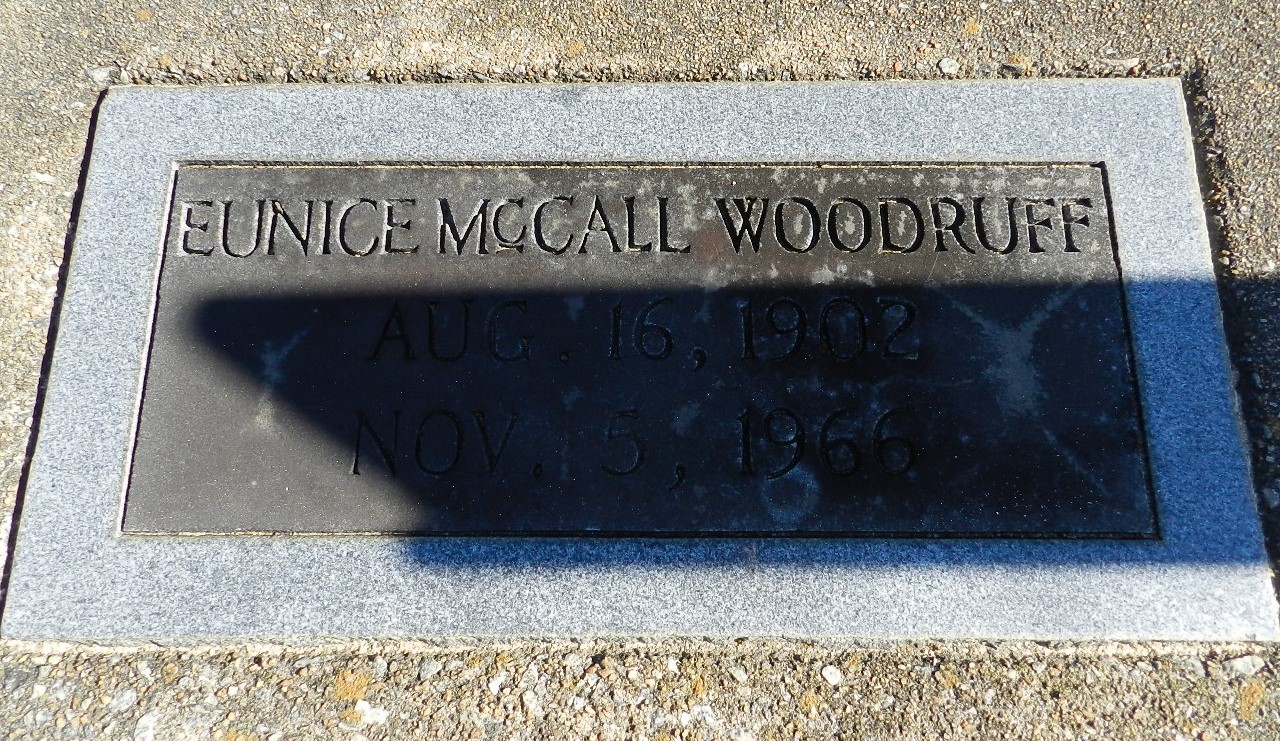 EUNICE McCALL WOODRUFF
AUG. 16, 1902
NOV. 5, 1966